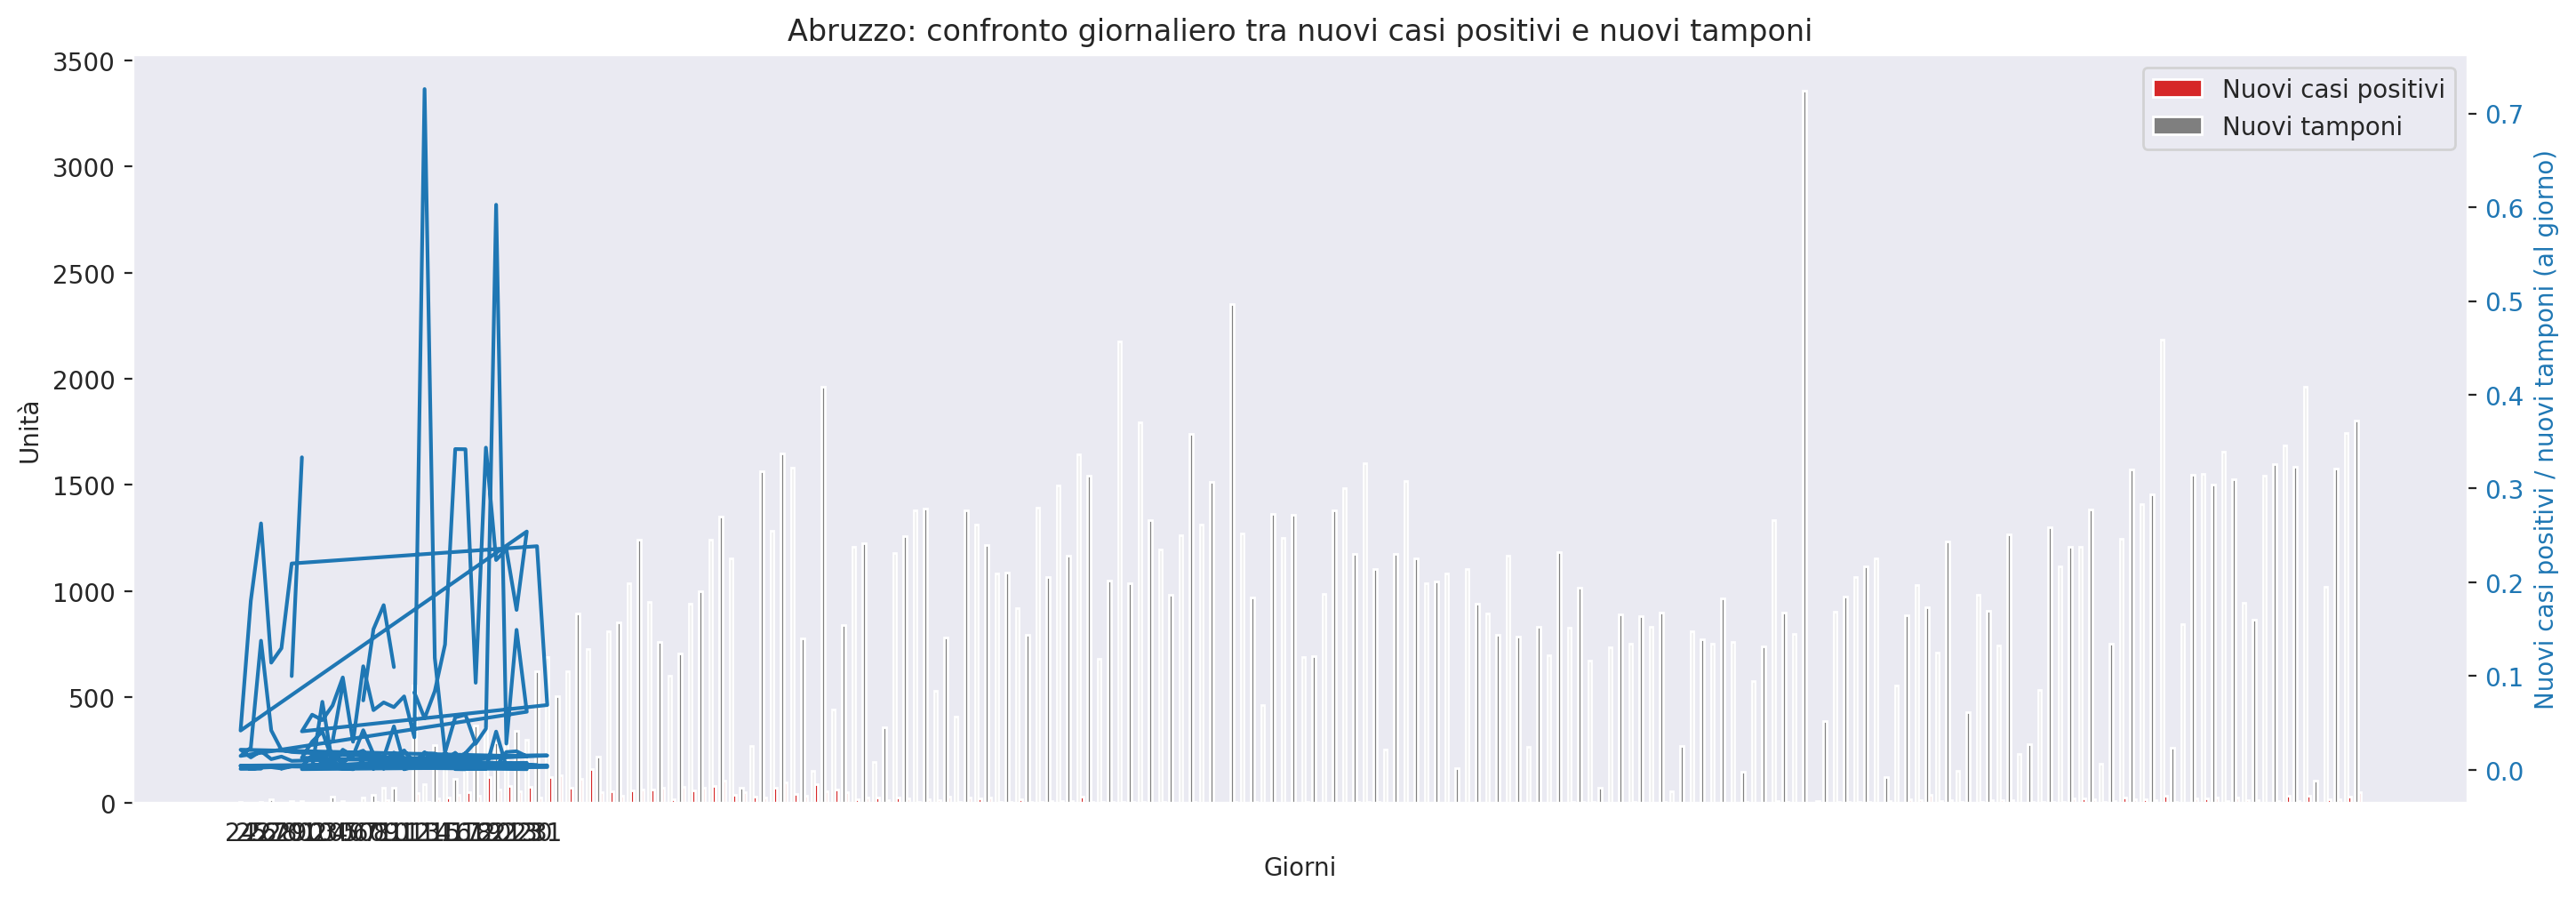 Abruzzo: confronto giornaliero tra nuovi casi positivi e nuovi tamponi
3500
3000
2500
2000
1500
1000
500
0
Unità
Nuovi casi positivi
Nuovi tamponi
0.7
0.6
0.5
0.4
0.3
0.2
0.1
0.0
Nuovi casi positivi / nuovi tamponi (al giorno)
Giorni